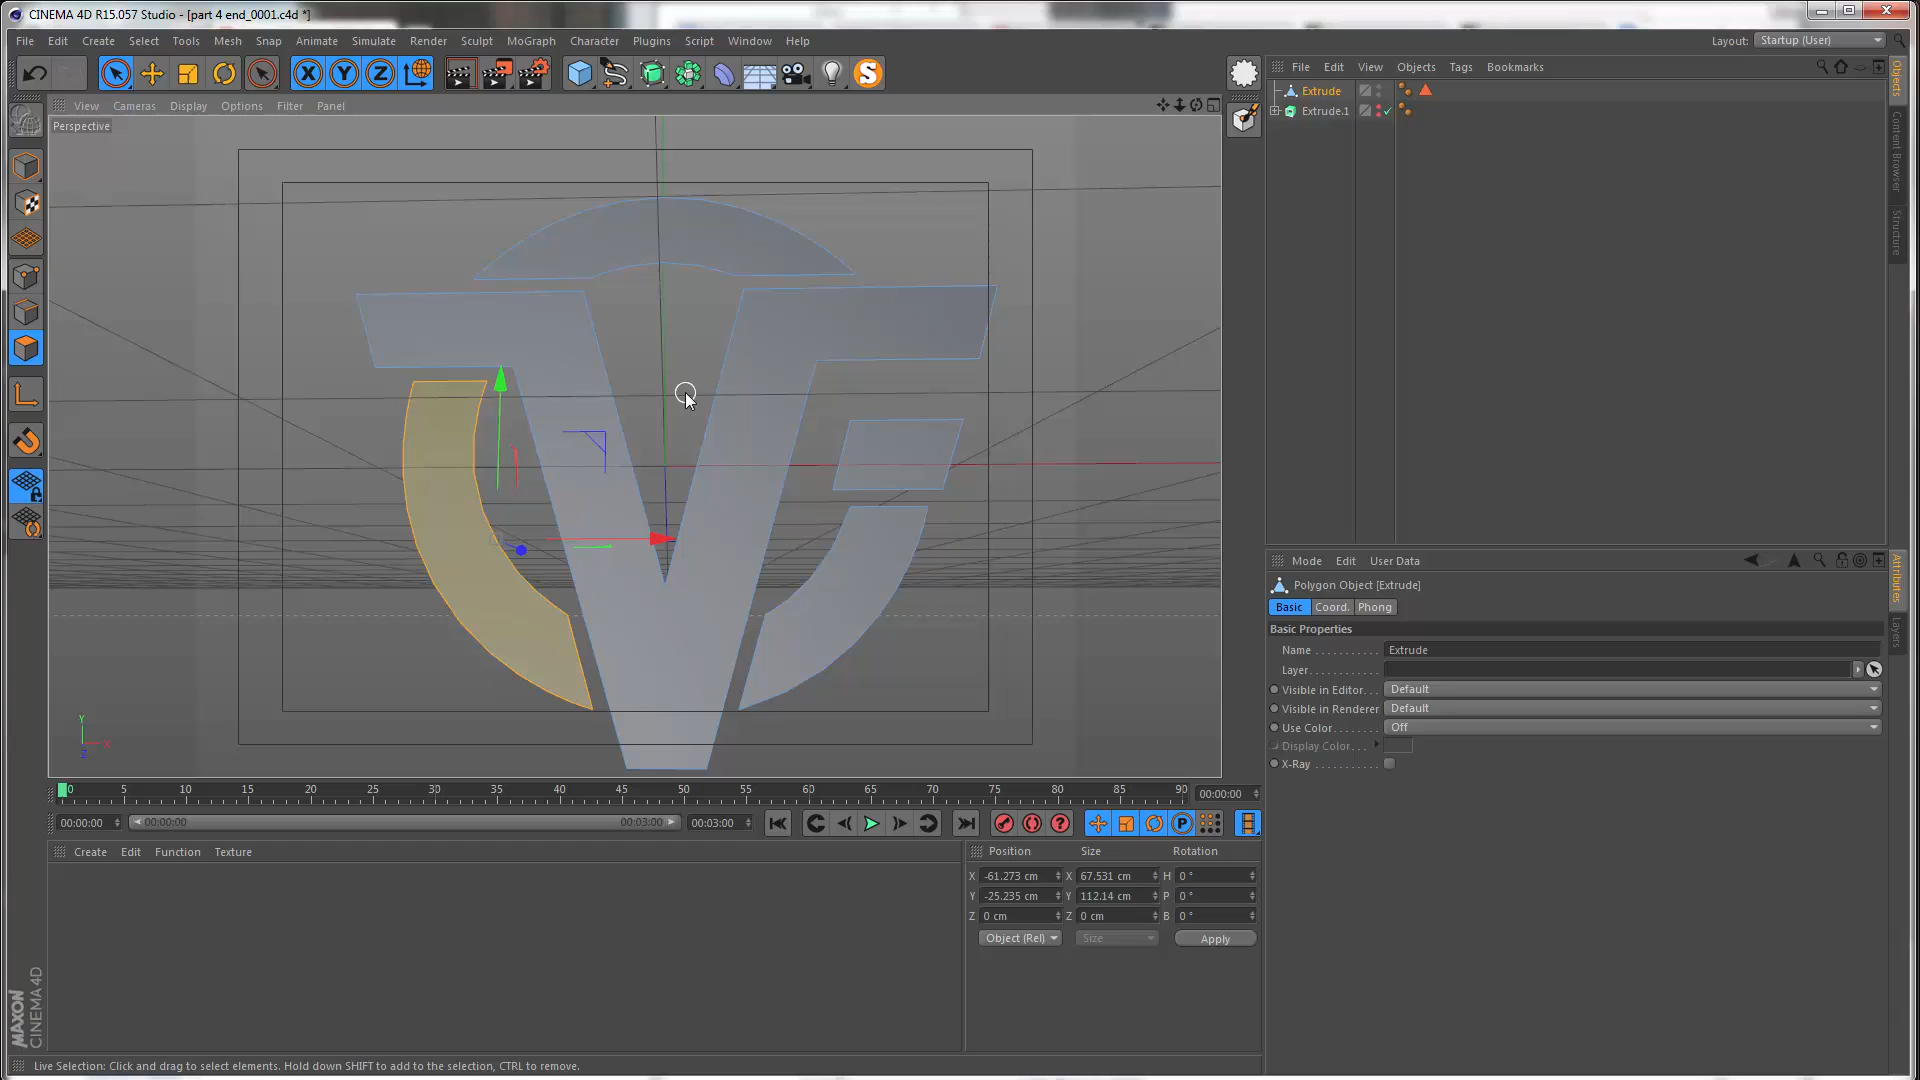 CINEMA 4D R15.057 Studio - [part 4 end_0001.c4d *]
File Edit Create Select Tools Mesh Snap Animate Simulate Render Sculpt MoGraph Character Plugins Script Window Help
Layout: Startup (User)
File Edit View Objects Tags Bookmarks
Extrude
Extrude.1
View Cameras Display Options Filter Panel
Perspective
X Y Z
S
Objects
Content Browser
Structure
Mode Edit User Data
Polygon Object [Extrude]
Basic Coord. Phong
Basic Properties
Name Extrude
Layer
Visible in Editor Default
Visible in Renderer Default
Use Color Off
Display Color
X-Ray
Attributes
Layers
Y
X
Z
0 5 10 15 20 25 30 35 40 45 50 55 60 65 70 75 80 85 90
00:00:00
00:00:00 00:00:00 00:03:00 00:03:00
P
Create Edit Function Texture
Position Size Rotation
X -61.273 cm X 67.531 cm H 0 °
Y -25.235 cm Y 112.14 cm P 0 °
Z 0 cm Z 0 cm B 0 °
Object (Rel) Size Apply
MAXON
CINEMA 4D
Live Selection: Click and drag to select elements. Hold down SHIFT to add to the selection, CTRL to remove.